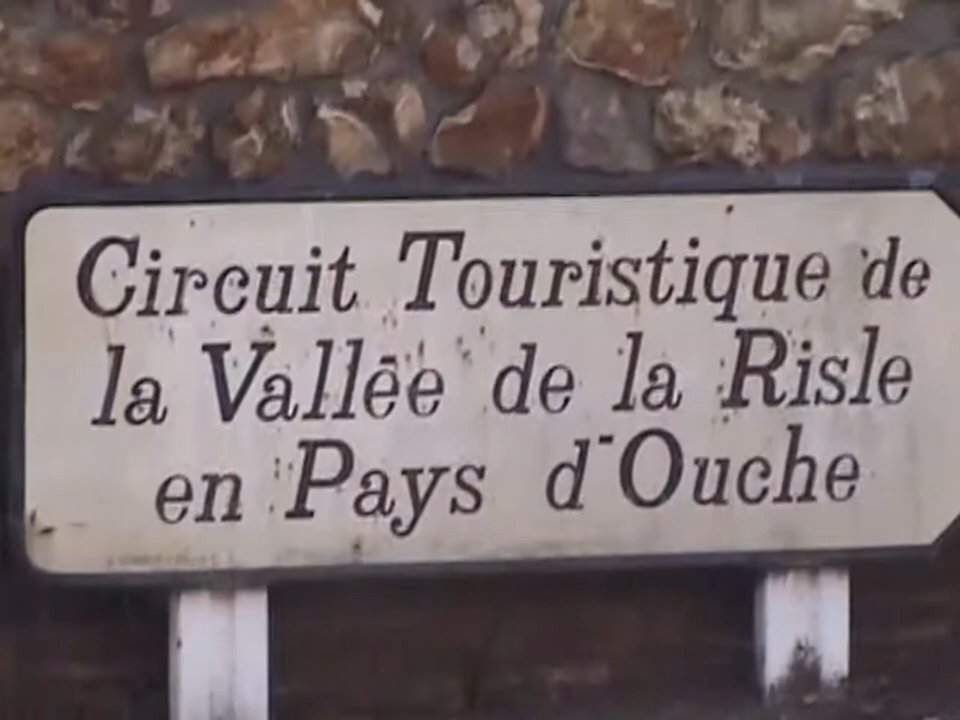 Circuit Touristique de
la Vallée de la Risle
en Pays d'Ouche